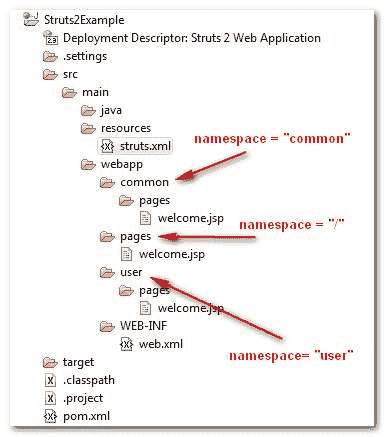 Struts2Example
Deployment Descriptor: Struts 2 Web Application
.settings
src
main
java
resources
struts.xml
namespace = "common"
webapp
common
pages
welcome.jsp
pages
namespace = "/"
welcome.jsp
user
pages
welcome.jsp
WEB-INF
web.xml
namespace= "user"
target
.classpath
.project
pom.xml